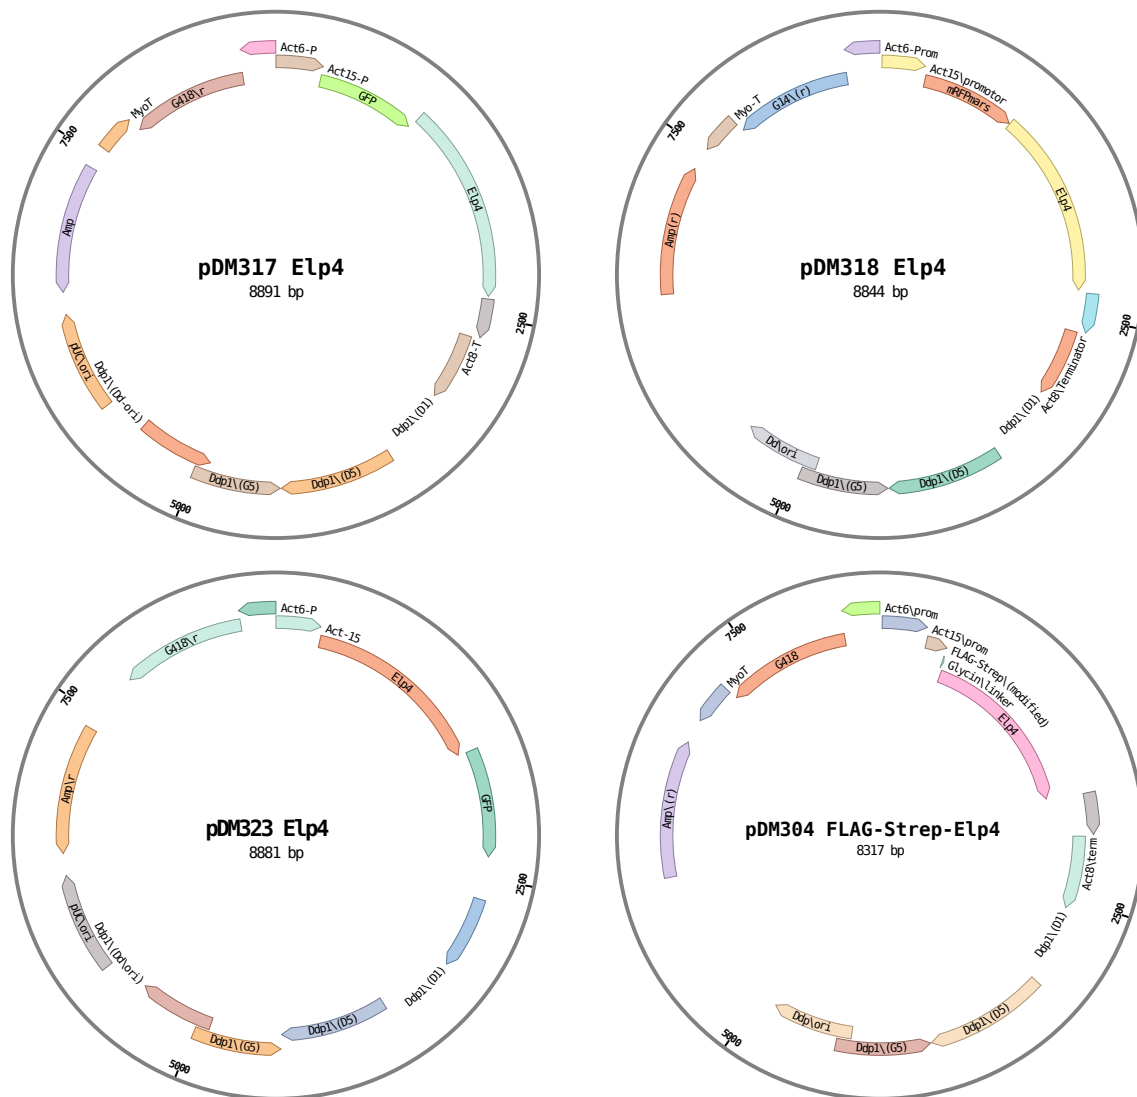 Act6-P
Act15-P
GFP
Elp4
Act8-T
Ddp1\(D1)
Ddp1\(D5)
Ddp1\(G5)
Ddp1\(Dd-ori)
pUC\ori
Amp
MyoT
G418\r
2500
5000
7500
pDM317 Elp4
8891 bp
Act6-Prom
Act15\promotor
mRFPmars
Elp4
Act8\Terminator
Ddp1\(D1)
Ddp1\(D5)
Ddp1\(G5)
Dd\ori
Amp(r)
Myo-T
G14\(r)
2500
5000
7500
pDM318 Elp4
8844 bp
Act6-P
Act-15
Elp4
GFP
Ddp1\(D1)
Ddp1\(D5)
Ddp1\(G5)
Ddp1\(Dd\ori)
pUC\ori
Amp\r
G418\r
2500
5000
7500
pDM323 Elp4
8881 bp
Act6\prom
Act15\prom
FLAG-Strep\(modified)
Glycin\linker
Elp4
Act8\term
Ddp1\(D1)
Ddp1\(D5)
Ddp1\(G5)
Ddp\ori
Amp\(r)
MyoT
G418
2500
5000
7500
pDM304 FLAG-Strep-Elp4
8317 bp